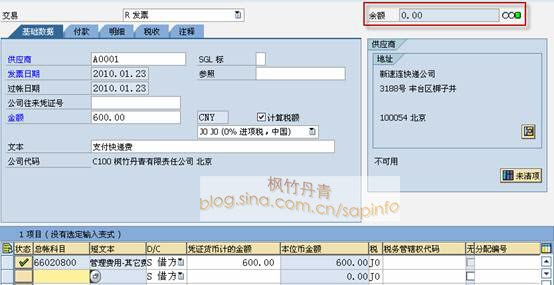 交易 R 发票 余额 0.00
基础数据 付款 明细 税收 注释
供应商 A0001 SGL 标
发票日期 2010.01.23 参照
过帐日期 2010.01.23
公司往来凭证号
金额 600.00 CNY 计算税额
J0 J0 (0% 进项税，中国)
文本 支付快递费
公司代码 C100 枫竹丹青有限责任公司 北京
供应商
地址
新速连快递公司
3188号 丰台区梆子井
100054 北京
不可用
未清项
枫竹丹青
blog.sina.com.cn/sapinfo
1 项目 (没有选定输入变式)
状态 总帐科目 短文本 D/C 凭证货币计的金额 本位币金额 税 税务管辖权代码 无 分配编号
66020800 管理费用-其它费 S 借方 600.00 600.00 J0
S 借方 0.00 J0